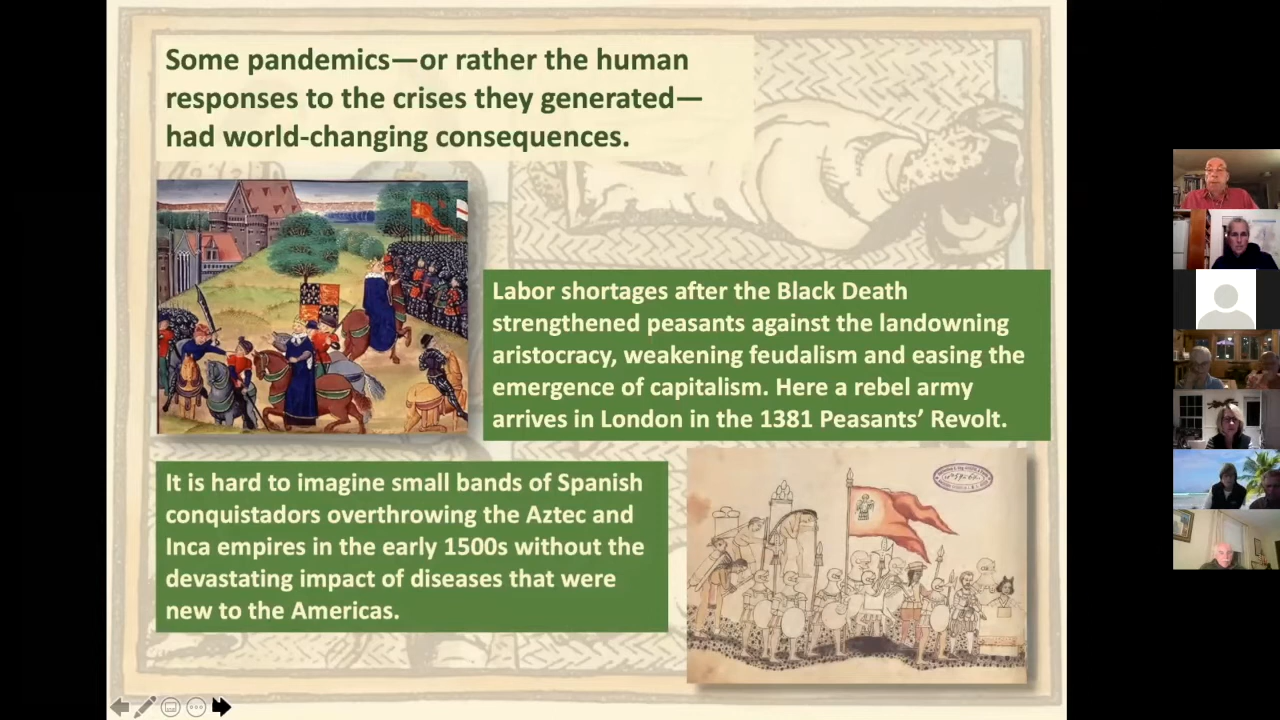 Some pandemics—or rather the human
responses to the crises they generated—
had world-changing consequences.
Labor shortages after the Black Death
strengthened peasants against the landowning
aristocracy, weakening feudalism and easing the
emergence of capitalism. Here a rebel army
arrives in London in the 1381 Peasants’ Revolt.
It is hard to imagine small bands of Spanish
conquistadors overthrowing the Aztec and
Inca empires in the early 1500s without the
devastating impact of diseases that were
new to the Americas.